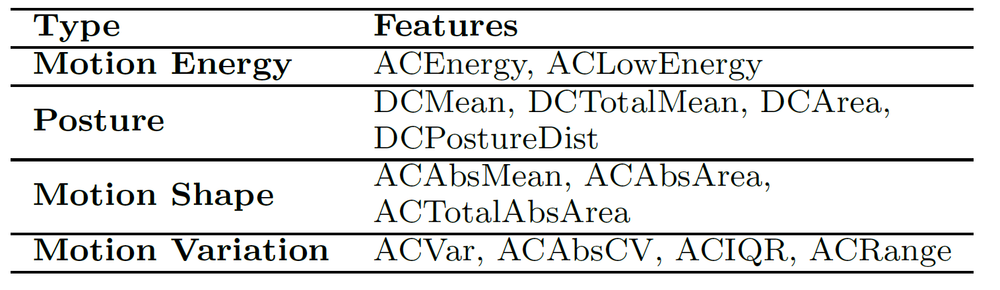 Type Features
Motion Energy ACEnergy, ACLowEnergy
Posture DCMean, DCTotalMean, DCArea,
DCPostureDist
Motion Shape ACAbsMean, ACAbsArea,
ACTotalAbsArea
Motion Variation ACVar, ACAbsCV, ACIQR, ACRange